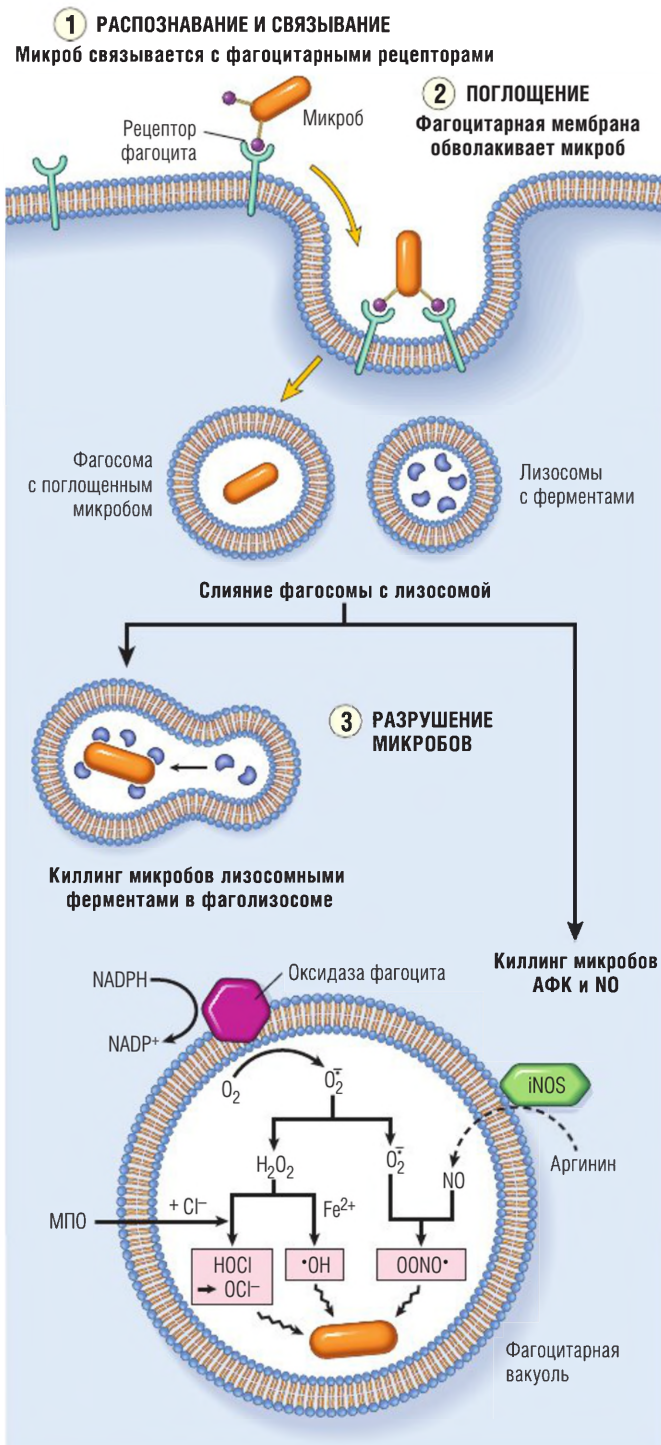 1 РАСПОЗНАВАНИЕ И СВЯЗЫВАНИЕ
Микроб связывается с фагоцитарными рецепторами
Микроб
Рецептор
фагоцита
2 ПОГЛОЩЕНИЕ
Фагоцитарная мембрана
обволакивает микроб
Фагосома
с поглощенным
микробом
Лизосомы
с ферментами
Слияние фагосомы с лизосомой
3 РАЗРУШЕНИЕ
МИКРОБОВ
Киллинг микробов лизосомными
ферментами в фаголизосоме
Киллинг микробов
АФК и NO
NADPH
Оксидаза фагоцита
NADP⁺
O₂
O₂•̅
iNOS
Аргинин
H₂O₂
O₂•̅
NO
МПО
+ Cl⁻
Fe²⁺
HOCl
→ OCl⁻
•OH
OONO•
Фагоцитарная
вакуоль